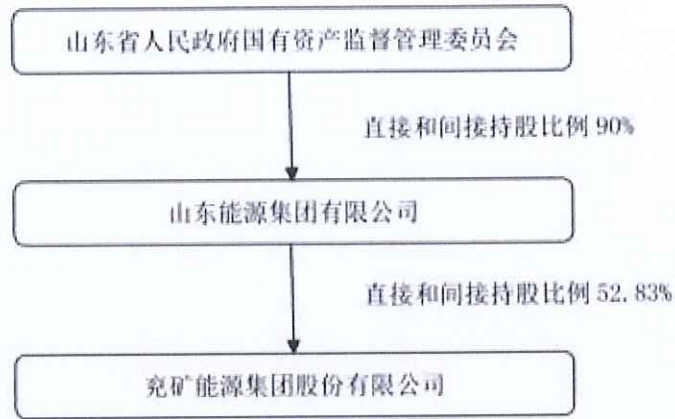 山东省人民政府国有资产监督管理委员会
直接和间接持股比例 90%
山东能源集团有限公司
直接和间接持股比例 52.83%
兖矿能源集团股份有限公司